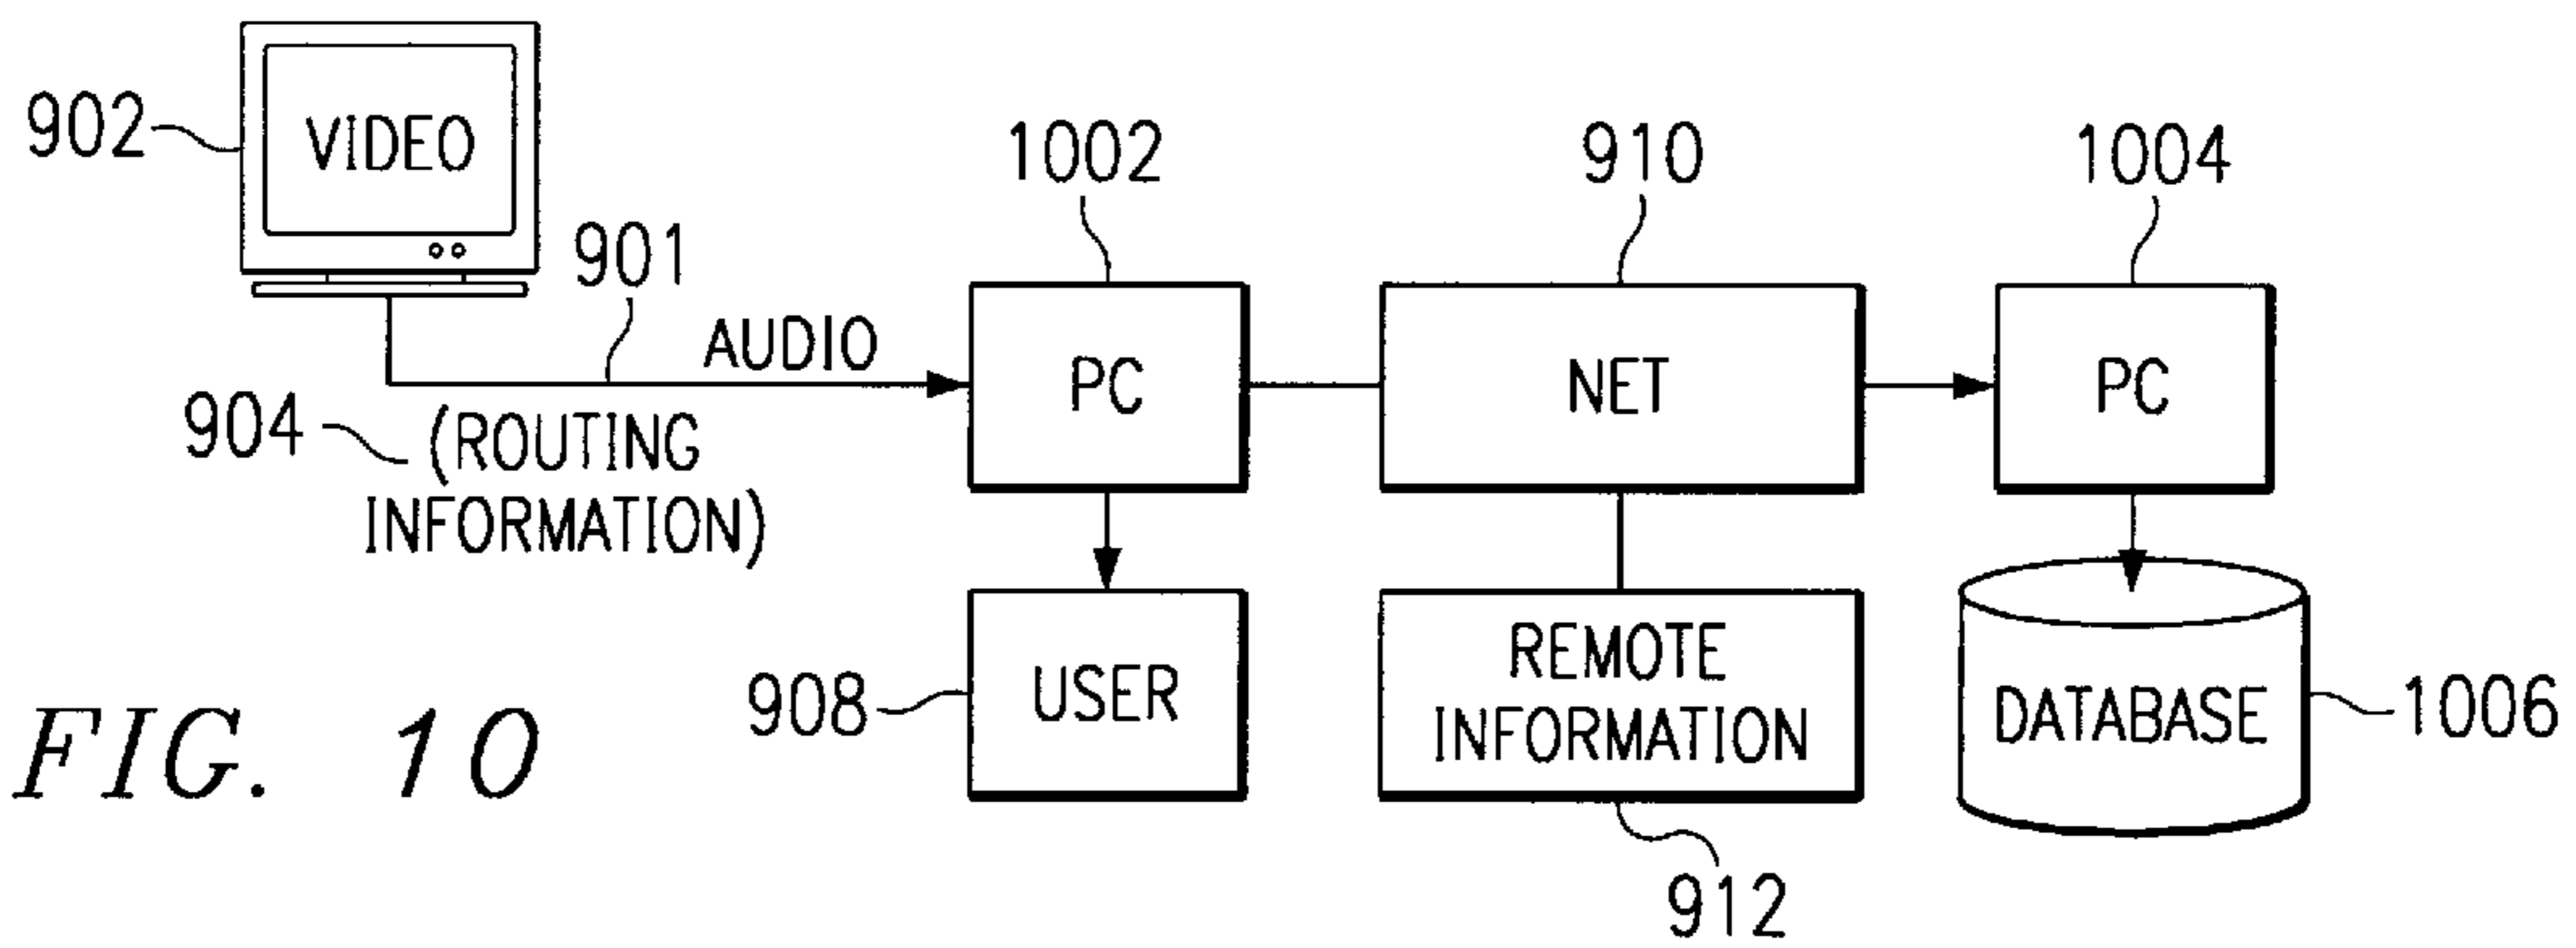 902
VIDEO
901
AUDIO
904
(ROUTING
INFORMATION)
1002
PC
910
NET
1004
PC
908
USER
REMOTE
INFORMATION
912
DATABASE
1006
FIG. 10